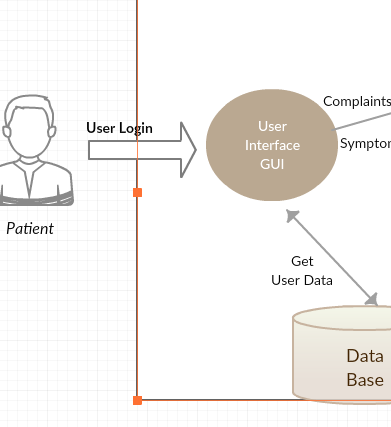 Complaints
User Login
User
Interface
GUI
Patient
Get
User Data
Data
Base